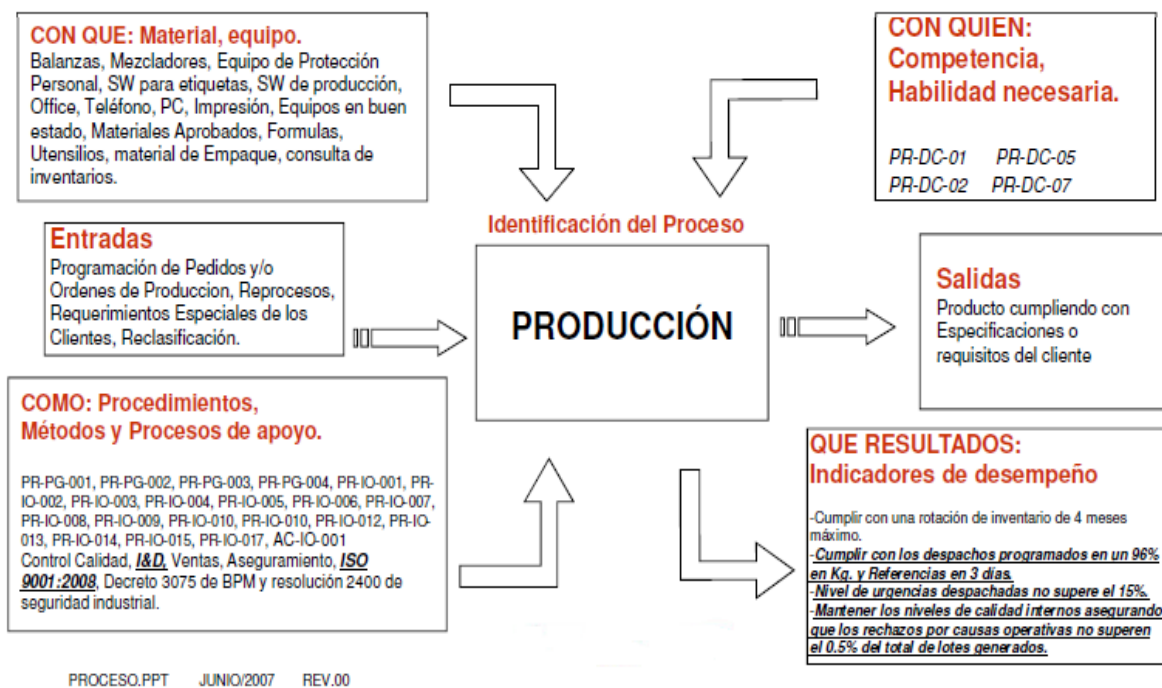 CON QUE: Material, equipo.
Balanzas, Mezcladores, Equipo de Protección
Personal, SW para etiquetas, SW de producción,
Office, Teléfono, PC, Impresión, Equipos en buen
estado, Materiales Aprobados, Formulas,
Utensilios, material de Empaque, consulta de
inventarios.
CON QUIEN:
Competencia,
Habilidad necesaria.
PR-DC-01 PR-DC-05
PR-DC-02 PR-DC-07
Entradas
Programación de Pedidos y/o
Ordenes de Produccion, Reprocesos,
Requerimientos Especiales de los
Clientes, Reclasificación.
Identificación del Proceso
PRODUCCIÓN
Salidas
Producto cumpliendo con
Especificaciones o
requisitos del cliente
COMO: Procedimientos,
Métodos y Procesos de apoyo.
PR-PG-001, PR-PG-002, PR-PG-003, PR-PG-004, PR-IO-001, PR-
IO-002, PR-IO-003, PR-IO-004, PR-IO-005, PR-IO-006, PR-IO-007,
PR-IO-008, PR-IO-009, PR-IO-010, PR-IO-010, PR-IO-012, PR-IO-
013, PR-IO-014, PR-IO-015, PR-IO-017, AC-IO-001
Control Calidad, I&D, Ventas, Aseguramiento, ISO
9001:2008, Decreto 3075 de BPM y resolución 2400 de
seguridad industrial.
QUE RESULTADOS:
Indicadores de desempeño
-Cumplir con una rotación de inventario de 4 meses
máximo.
-Cumplir con los despachos programados en un 96%
en Kg. y Referencias en 3 días.
-Nivel de urgencias despachadas no supere el 15%.
-Mantener los niveles de calidad internos asegurando
que los rechazos por causas operativas no superen
el 0.5% del total de lotes generados.
PROCESO.PPT JUNIO/2007 REV.00